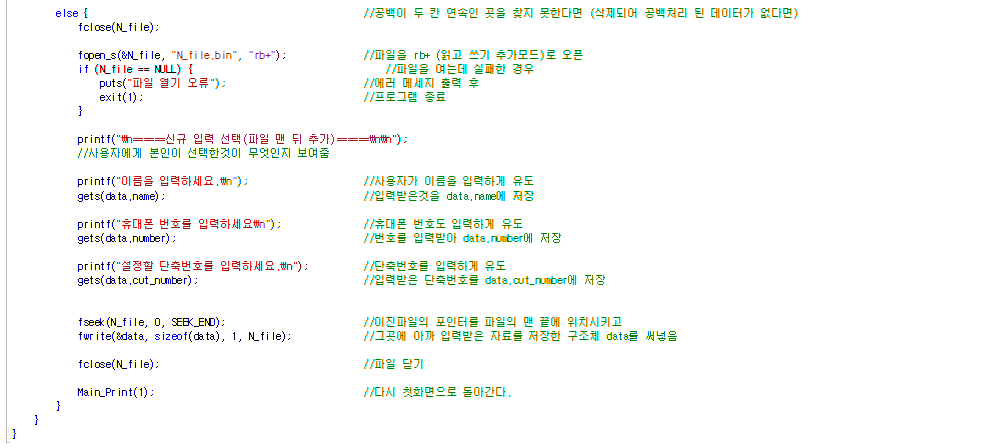 else { //공백이 두 칸 연속인 곳을 찾지 못한다면 (삭제되어 공백처리 된 데이터가 없다면)
fclose(N_file);
fopen_s(&N_file, "N_file.bin", "rb+"); //파일을 rb+ (읽고 쓰기 추가모드)로 오픈
if (N_file == NULL) { //파일을 여는데 실패한 경우
puts("파일 열기 오류"); //에러 메세지 출력 후
exit(1); //프로그램 종료
}
printf("₩n=====신규 입력 선택(파일 맨 뒤 추가)=====₩n₩n");
//사용자에게 본인이 선택한것이 무엇인지 보여줌
printf("이름을 입력하세요.₩n"); //사용자가 이름을 입력하게 유도
gets(data.name); //입력받은것을 data.name에 저장
printf("휴대폰 번호를 입력하세요₩n"); //휴대폰 번호도 입력하게 유도
gets(data.number); //번호를 입력받아 data.number에 저장
printf("설정할 단축번호를 입력하세요.₩n"); //단축번호를 입력하게 유도
gets(data.cut_number); //입력받은 단축번호를 data.cut_number에 저장
fseek(N_file, 0, SEEK_END); //이진파일의 포인터를 파일의 맨 끝에 위치시키고
fwrite(&data, sizeof(data), 1, N_file); //그곳에 아까 입력받은 자료를 저장한 구조체 data를 써넣음
fclose(N_file); //파일 닫기
Main_Print(1); //다시 첫화면으로 돌아간다.
}
}
}